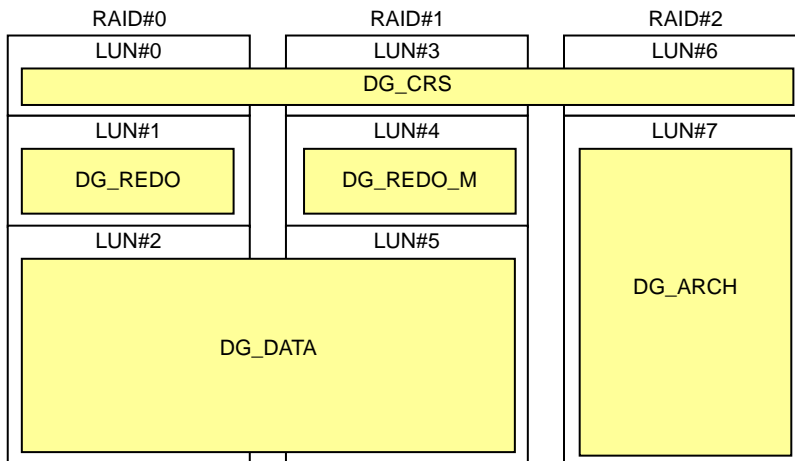 RAID#0 RAID#1 RAID#2
LUN#0 LUN#3 LUN#6
DG_CRS
LUN#1 LUN#4 LUN#7
DG_REDO DG_REDO_M
LUN#2 LUN#5
DG_ARCH
DG_DATA